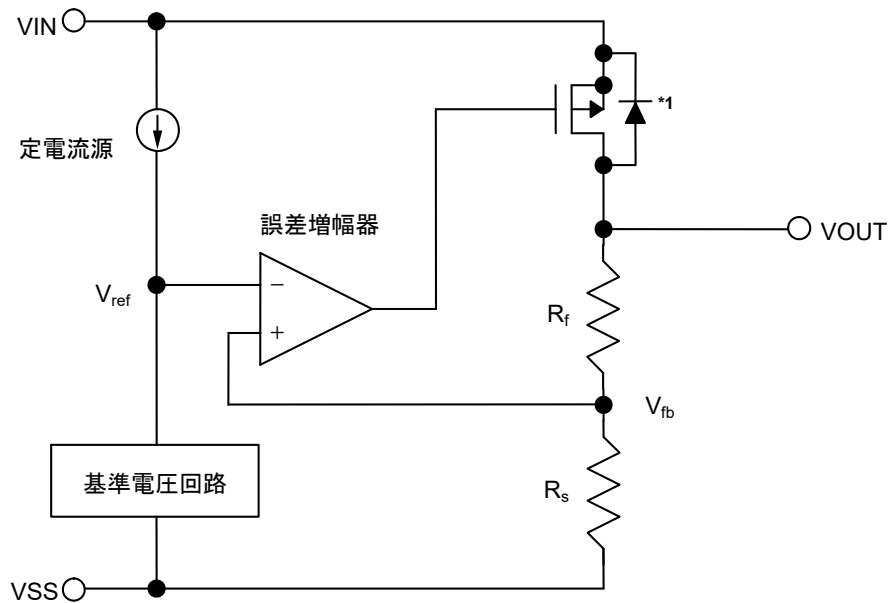 VIN
*1
定電流源
誤差増幅器
VOUT
Vref
−
+
Rf
Vfb
基準電圧回路
Rs
VSS